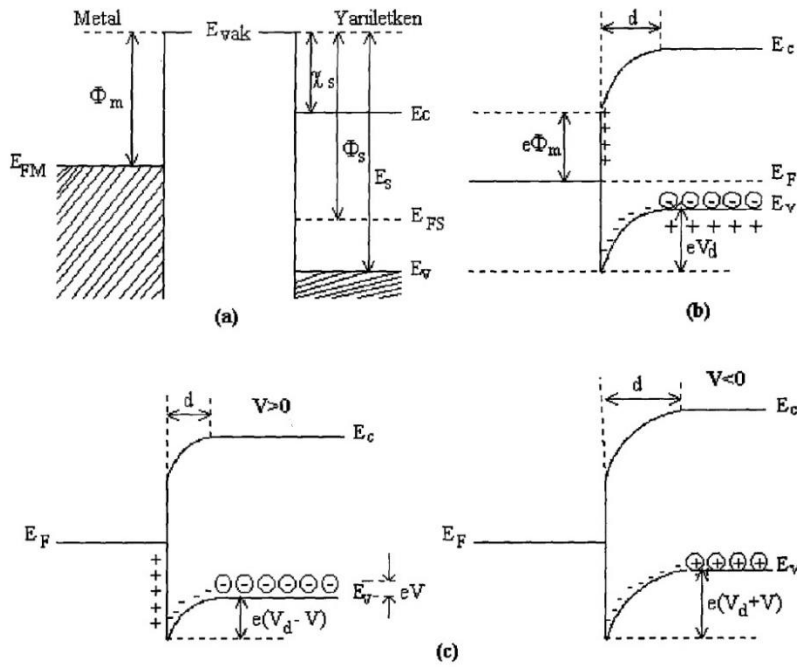 Metal
E_vak
Yarıiletken
Φ_m
χ_s
E_c
Φ_s
E_s
E_FM
E_FS
E_v
(a)
d
E_c
+
+
+
+
eΦ_m
E_F
- - - - -
E_v
+ + + + +
eV_d
(b)
d
V>0
E_c
E_F
+
+
+
+
+
- - - - - -
E_v
eV
e(V_d - V)
d
V<0
E_c
E_F
+ + + +
E_v
e(V_d+V)
(c)